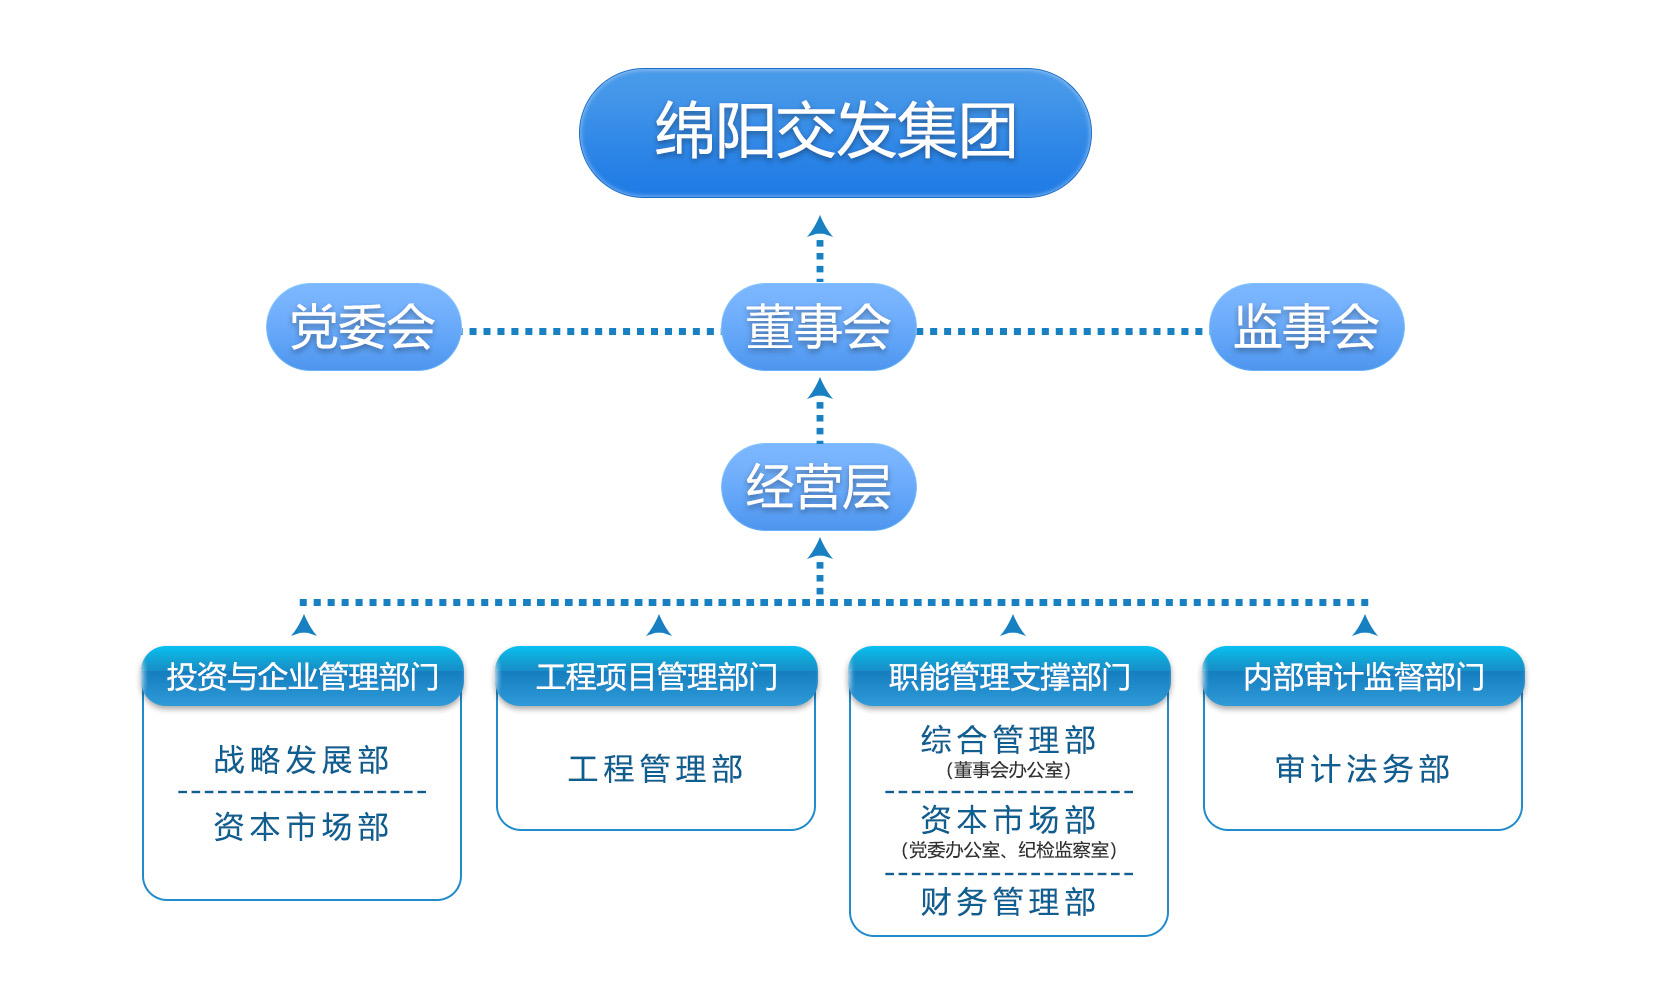 绵阳交发集团
党委会
董事会
监事会
经营层
投资与企业管理部门
战略发展部
资本市场部
工程项目管理部门
工程管理部
职能管理支撑部门
综合管理部
(董事会办公室)
资本市场部
(党委办公室、纪检监察室)
财务管理部
内部审计监督部门
审计法务部